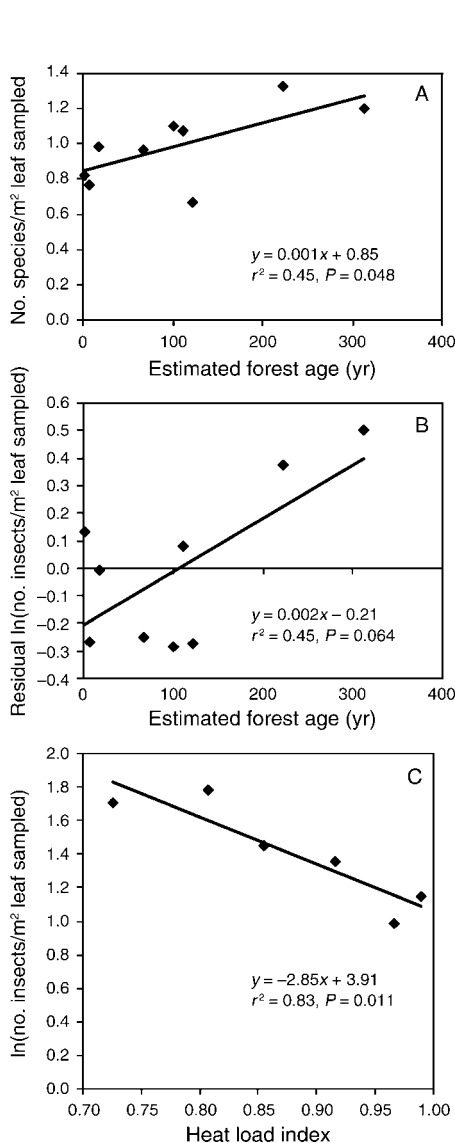 No. species/m² leaf sampled
1.4
1.2
1.0
0.8
0.6
0.4
0.2
0.0
A
y = 0.001x + 0.85
r² = 0.45, P = 0.048
0 100 200 300 400
Estimated forest age (yr)
Residual ln(no. insects/m² leaf sampled)
0.6
0.5
0.4
0.3
0.2
0.1
0.0
–0.1
–0.2
–0.3
–0.4
B
y = 0.002x – 0.21
r² = 0.45, P = 0.064
0 100 200 300 400
Estimated forest age (yr)
ln(no. insects/m² leaf sampled)
2.0
1.8
1.6
1.4
1.2
1.0
0.8
0.6
0.4
0.2
0.0
C
y = –2.85x + 3.91
r² = 0.83, P = 0.011
0.70 0.75 0.80 0.85 0.90 0.95 1.00
Heat load index